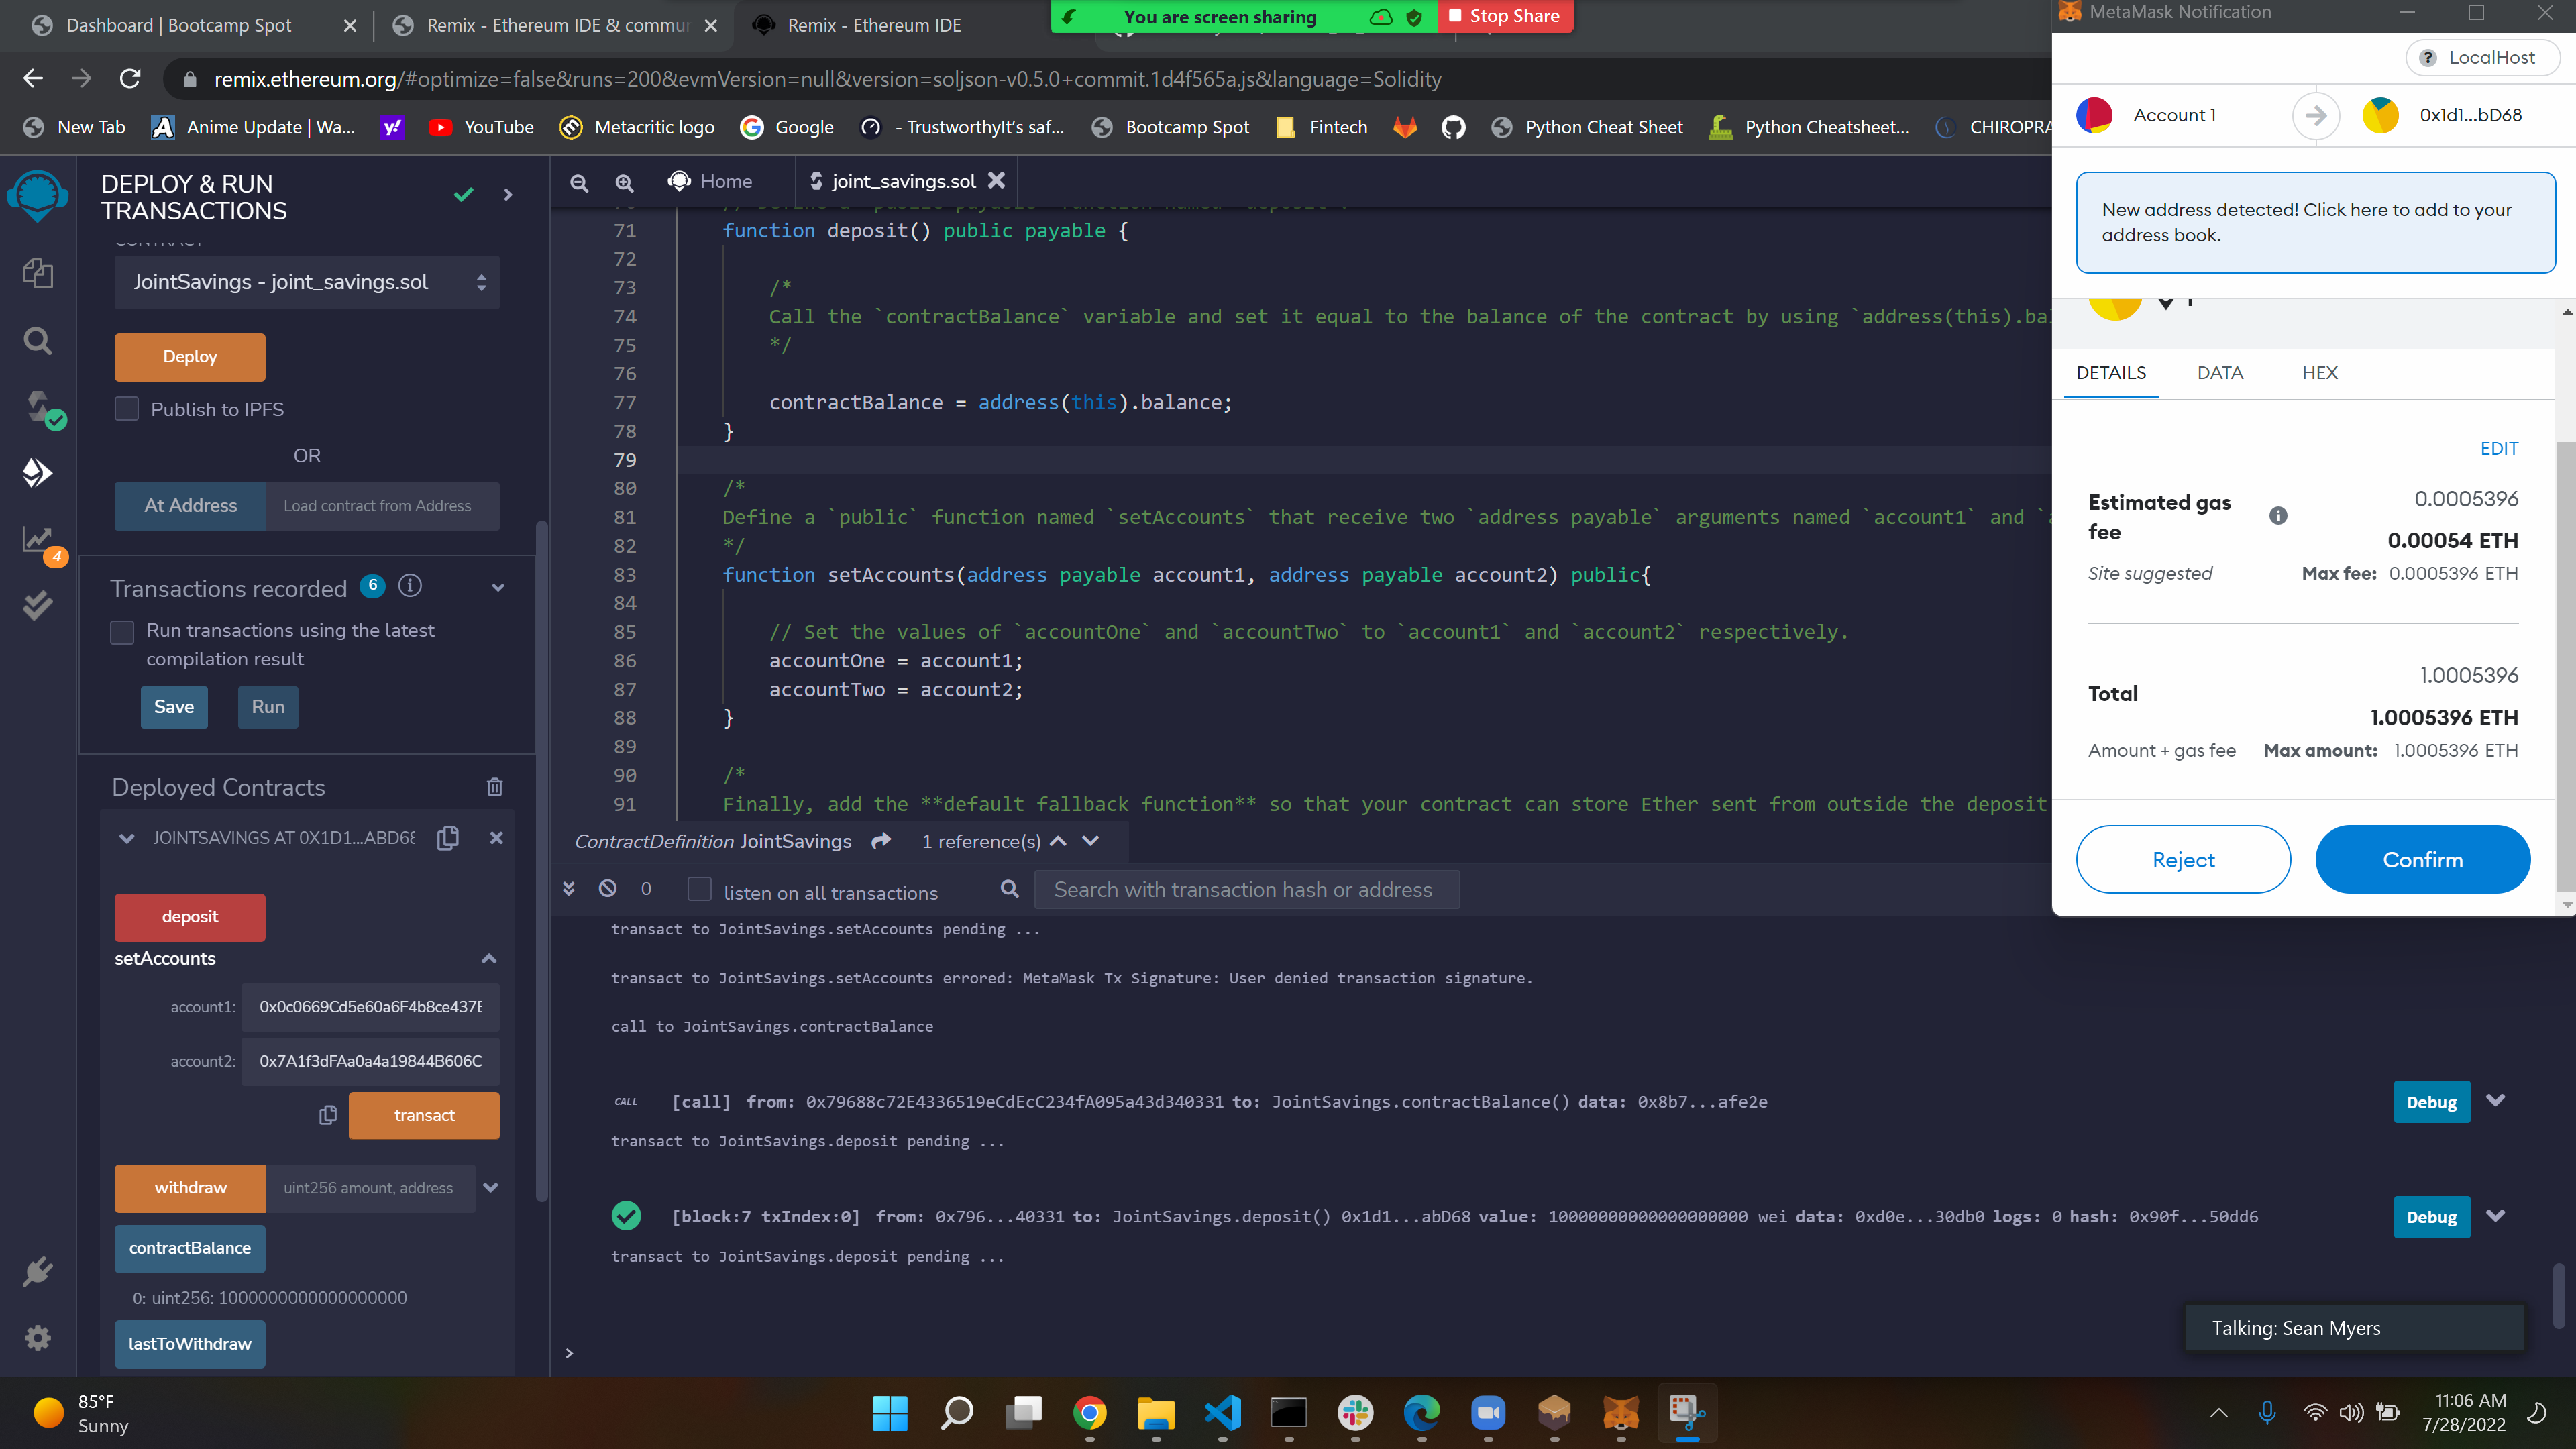 Dashboard | Bootcamp Spot
Remix - Ethereum IDE & commun
Remix - Ethereum IDE
You are screen sharing
Stop Share
MetaMask Notification
remix.ethereum.org/#optimize=false&runs=200&evmVersion=null&version=soljson-v0.5.0+commit.1d4f565a.js&language=Solidity
LocalHost
New Tab
Anime Update | Wa...
YouTube
Metacritic logo
Google
- TrustworthyIt's saf...
Bootcamp Spot
Fintech
Python Cheat Sheet
Python Cheatsheet...
CHIROPRA
Account 1
0x1d1...bD68
New address detected! Click here to add to your
address book.
DETAILS
DATA
HEX
EDIT
Estimated gas
fee
0.0005396
0.00054 ETH
Site suggested
Max fee: 0.0005396 ETH
Total
1.0005396
1.0005396 ETH
Amount + gas fee
Max amount: 1.0005396 ETH
Reject
Confirm
DEPLOY & RUN
TRANSACTIONS
CONTRACT
JointSavings - joint_savings.sol
Deploy
Publish to IPFS
OR
At Address
Load contract from Address
4
Transactions recorded 6
Run transactions using the latest
compilation result
Save
Run
Deployed Contracts
JOINTSAVINGS AT 0X1D1...ABD68
deposit
setAccounts
account1: 0x0c0669Cd5e60a6F4b8ce437E
account2: 0x7A1f3dFAa0a4a19844B606C
transact
withdraw
uint256 amount, address
contractBalance
0: uint256: 1000000000000000000
lastToWithdraw
Home
joint_savings.sol
71 function deposit() public payable {
72
73 /*
74 Call the `contractBalance` variable and set it equal to the balance of the contract by using `address(this).bal
75 */
76
77 contractBalance = address(this).balance;
78 }
79
80 /*
81 Define a `public` function named `setAccounts` that receive two `address payable` arguments named `account1` and `a
82 */
83 function setAccounts(address payable account1, address payable account2) public{
84
85 // Set the values of `accountOne` and `accountTwo` to `account1` and `account2` respectively.
86 accountOne = account1;
87 accountTwo = account2;
88 }
89
90 /*
91 Finally, add the **default fallback function** so that your contract can store Ether sent from outside the deposit
ContractDefinition JointSavings
1 reference(s)
0
listen on all transactions
Search with transaction hash or address
transact to JointSavings.setAccounts pending ...
transact to JointSavings.setAccounts errored: MetaMask Tx Signature: User denied transaction signature.
call to JointSavings.contractBalance
CALL [call] from: 0x79688c72E4336519eCdEcC234fA095a43d340331 to: JointSavings.contractBalance() data: 0x8b7...afe2e
Debug
transact to JointSavings.deposit pending ...
[block:7 txIndex:0] from: 0x796...40331 to: JointSavings.deposit() 0x1d1...abD68 value: 10000000000000000000 wei data: 0xd0e...30db0 logs: 0 hash: 0x90f...50dd6
Debug
transact to JointSavings.deposit pending ...
>
Talking: Sean Myers
85°F
Sunny
11:06 AM
7/28/2022